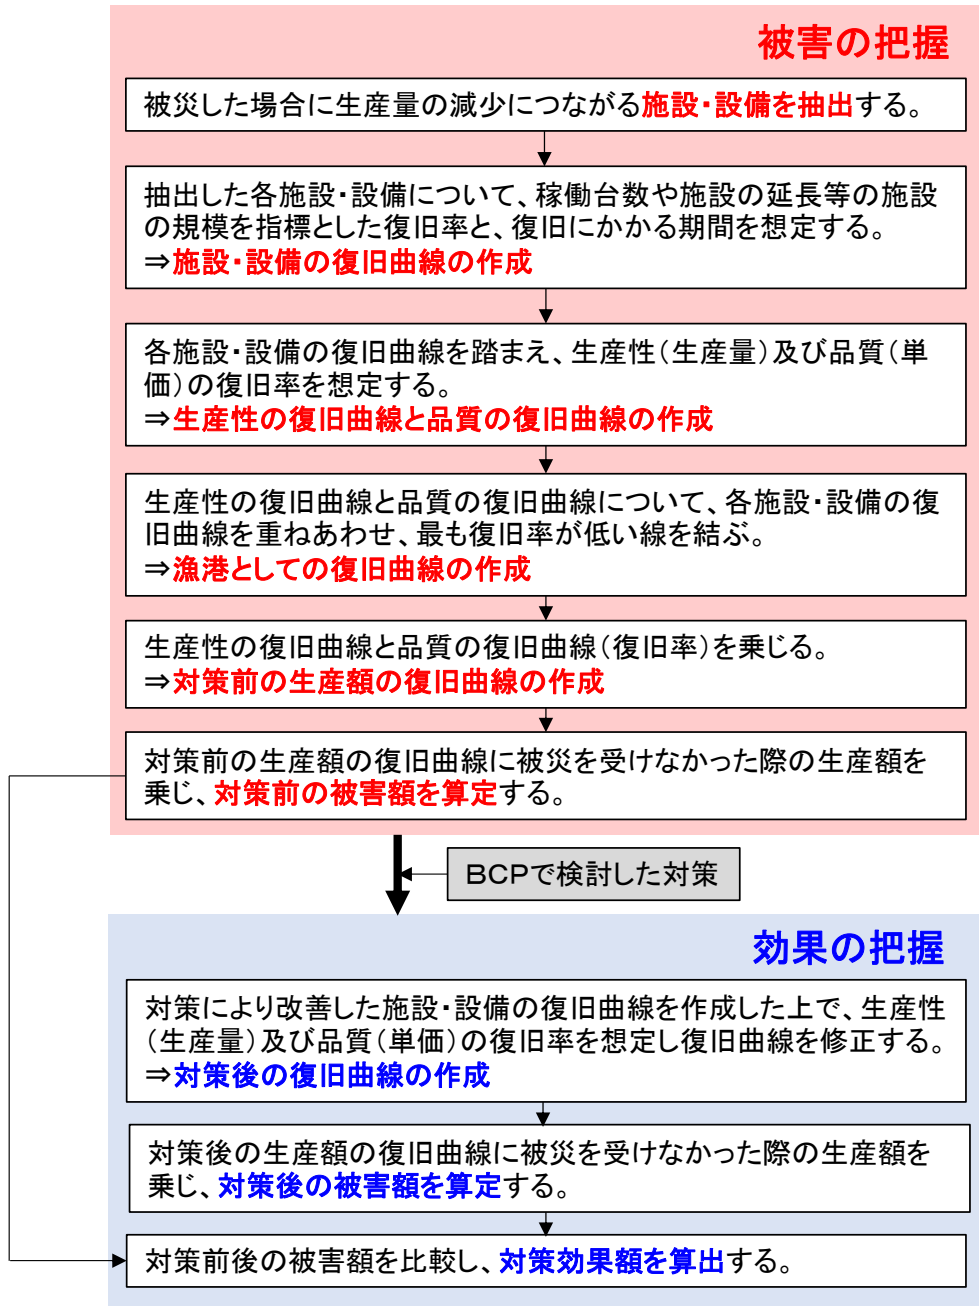 被害の把握
被災した場合に生産量の減少につながる施設・設備を抽出する。
抽出した各施設・設備について、稼働台数や施設の延長等の施設
の規模を指標とした復旧率と、復旧にかかる期間を想定する。
⇒施設・設備の復旧曲線の作成
各施設・設備の復旧曲線を踏まえ、生産性（生産量）及び品質（単
価）の復旧率を想定する。
⇒生産性の復旧曲線と品質の復旧曲線の作成
生産性の復旧曲線と品質の復旧曲線について、各施設・設備の復
旧曲線を重ねあわせ、最も復旧率が低い線を結ぶ。
⇒漁港としての復旧曲線の作成
生産性の復旧曲線と品質の復旧曲線（復旧率）を乗じる。
⇒対策前の生産額の復旧曲線の作成
対策前の生産額の復旧曲線に被災を受けなかった際の生産額を
乗じ、対策前の被害額を算定する。
ＢＣＰで検討した対策
効果の把握
対策により改善した施設・設備の復旧曲線を作成した上で、生産性
（生産量）及び品質（単価）の復旧率を想定し復旧曲線を修正する。
⇒対策後の復旧曲線の作成
対策後の生産額の復旧曲線に被災を受けなかった際の生産額を
乗じ、対策後の被害額を算定する。
対策前後の被害額を比較し、対策効果額を算出する。